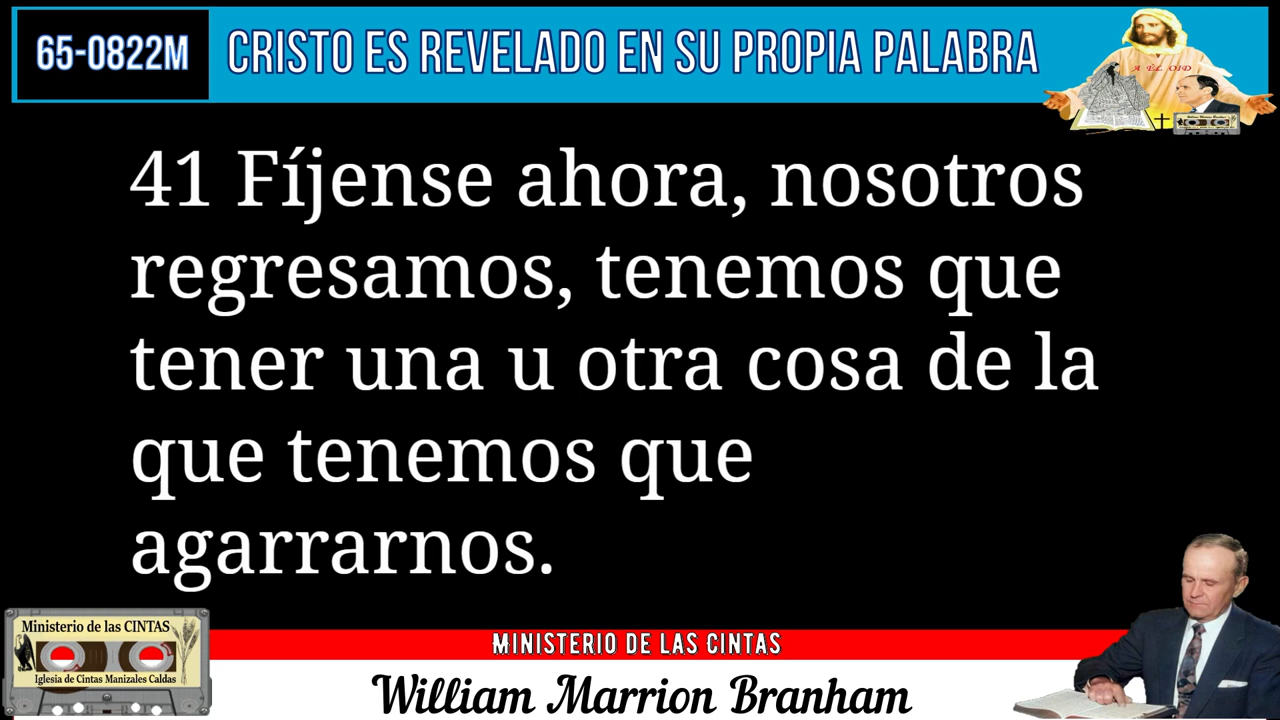 65-0822M CRISTO ES REVELADO EN SU PROPIA PALABRA
A ÉL OID
41 Fíjense ahora, nosotros
regresamos, tenemos que
tener una u otra cosa de la
que tenemos que
agarrarnos.
Ministerio de las CINTAS
Iglesia de Cintas Manizales Caldas
MINISTERIO DE LAS CINTAS
William Marrion Branham